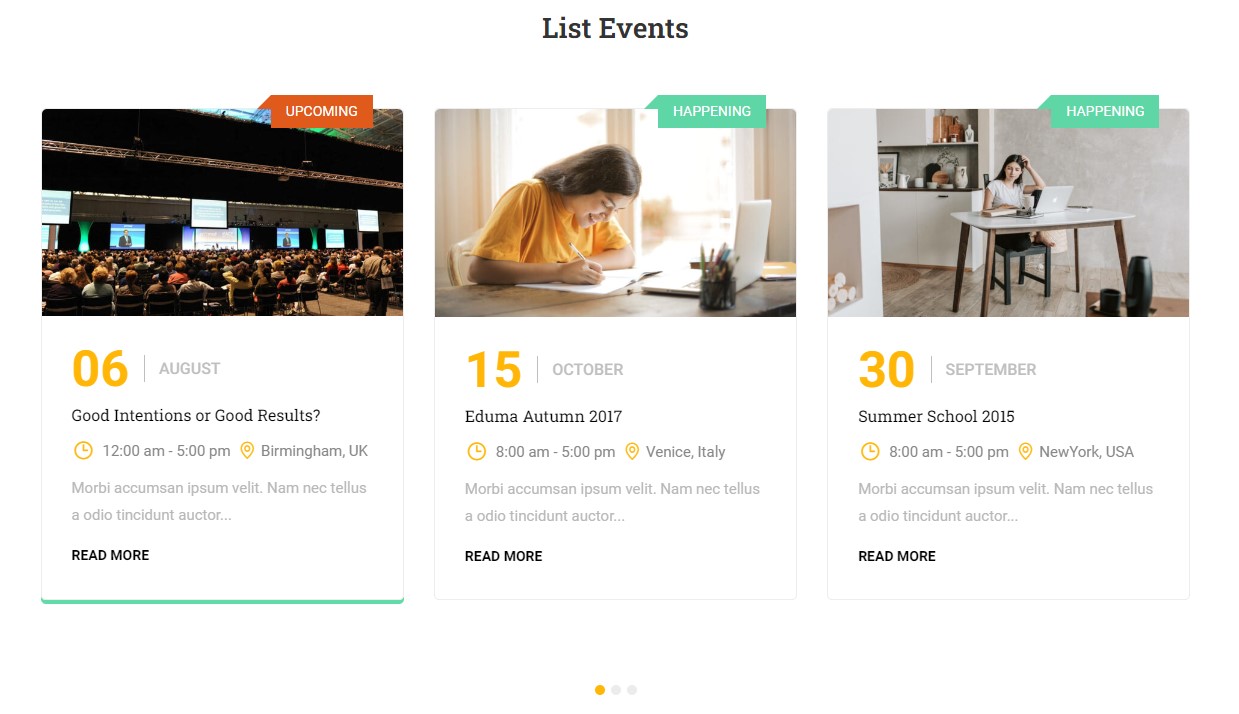 List Events
UPCOMING
06
AUGUST
Good Intentions or Good Results?
12:00 am - 5:00 pm
Birmingham, UK
Morbi accumsan ipsum velit. Nam nec tellus
a odio tincidunt auctor...
READ MORE
HAPPENING
15
OCTOBER
Eduma Autumn 2017
8:00 am - 5:00 pm
Venice, Italy
Morbi accumsan ipsum velit. Nam nec tellus
a odio tincidunt auctor...
READ MORE
HAPPENING
30
SEPTEMBER
Summer School 2015
8:00 am - 5:00 pm
NewYork, USA
Morbi accumsan ipsum velit. Nam nec tellus
a odio tincidunt auctor...
READ MORE